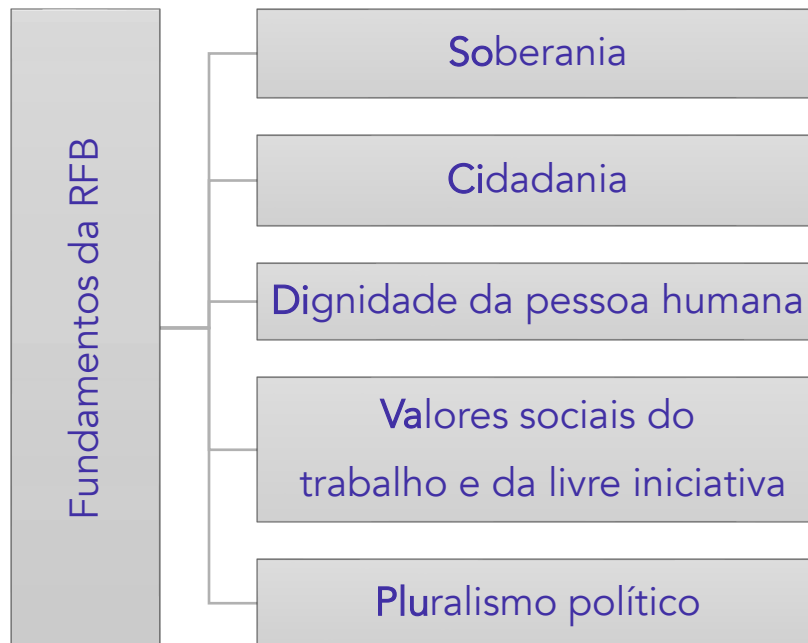 Fundamentos da RFB
Soberania
Cidadania
Dignidade da pessoa humana
Valores sociais do
trabalho e da livre iniciativa
Pluralismo político